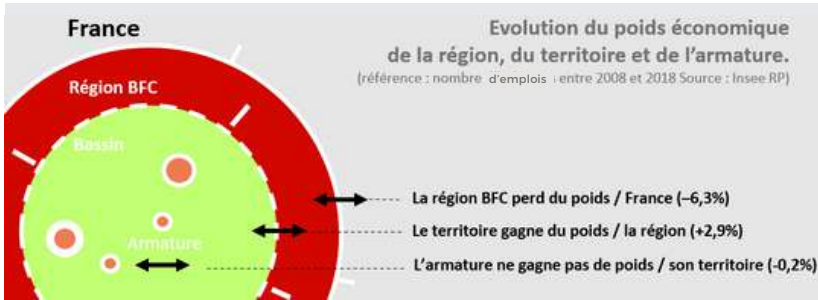 France
Evolution du poids économique
de la région, du territoire et de l'armature.
(référence : nombre d'emplois entre 2008 et 2018 Source : Insee RP)
Région BFC
Bassin
La région BFC perd du poids / France (–6,3%)
Le territoire gagne du poids / la région (+2,9%)
Armature
L'armature ne gagne pas de poids / son territoire (-0,2%)